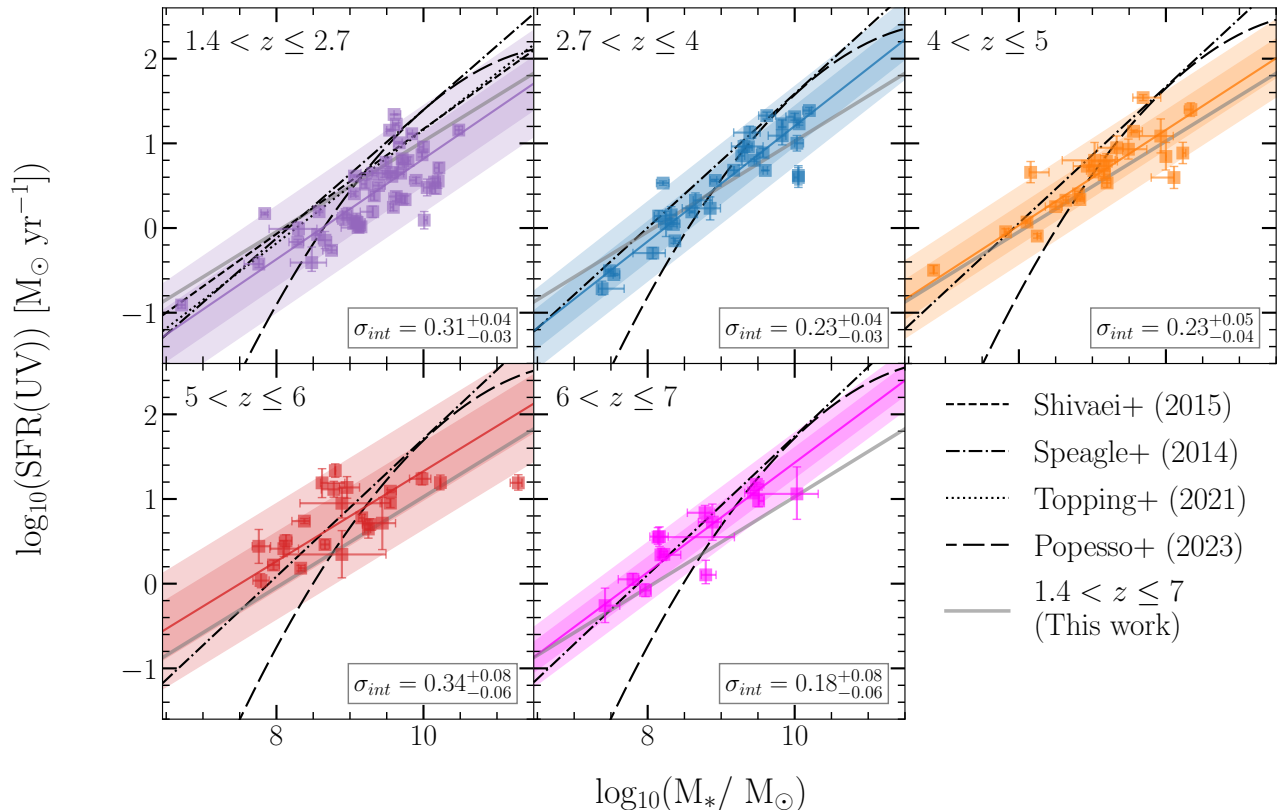 log₁₀(SFR(UV)) [M⊙ yr⁻¹])
1.4 < z ≤ 2.7
2.7 < z ≤ 4
4 < z ≤ 5
2
1
0
−1
σ_int = 0.31^{+0.04}_{−0.03}
σ_int = 0.23^{+0.04}_{−0.03}
σ_int = 0.23^{+0.05}_{−0.04}
5 < z ≤ 6
6 < z ≤ 7
2
1
0
−1
σ_int = 0.34^{+0.08}_{−0.06}
σ_int = 0.18^{+0.08}_{−0.06}
Shivaei+ (2015)
Speagle+ (2014)
Topping+ (2021)
Popesso+ (2023)
1.4 < z ≤ 7
(This work)
8 10 8 10
log₁₀(M_*/ M⊙)